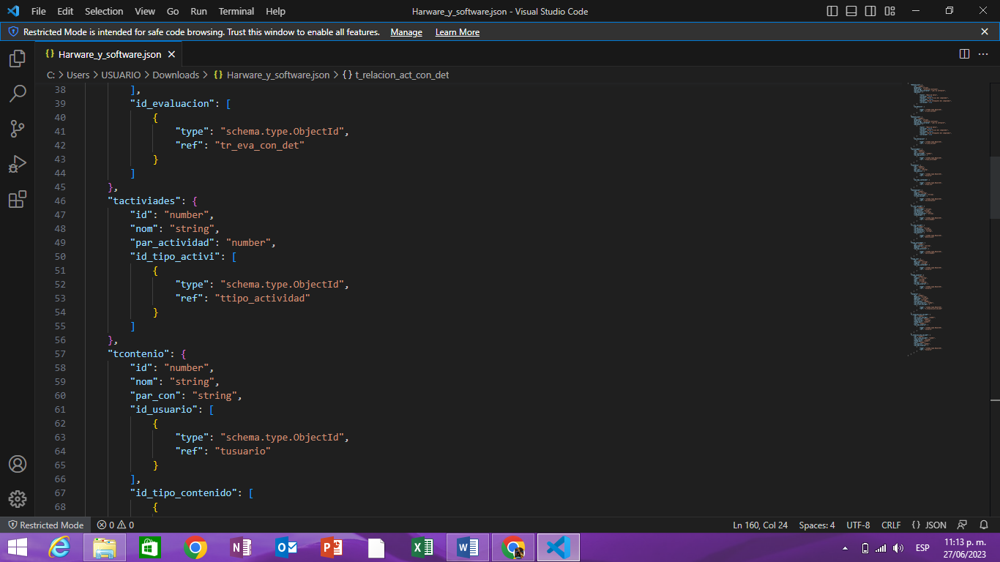 File Edit Selection View Go Run Terminal Help Harware_y_software.json - Visual Studio Code
Restricted Mode is intended for safe code browsing. Trust this window to enable all features. Manage Learn More
{} Harware_y_software.json
C: > Users > USUARIO > Downloads > {} Harware_y_software.json > {} t_relacion_act_con_det
38 ],
39 "id_evaluacion": [
40 {
41 "type": "schema.type.ObjectId",
42 "ref": "tr_eva_con_det"
43 }
44 ]
45 },
46 "tactiviades": {
47 "id": "number",
48 "nom": "string",
49 "par_actividad": "number",
50 "id_tipo_activi": [
51 {
52 "type": "schema.type.ObjectId",
53 "ref": "ttipo_actividad"
54 }
55 ]
56 },
57 "tcontenio": {
58 "id": "number",
59 "nom": "string",
60 "par_con": "string",
61 "id_usuario": [
62 {
63 "type": "schema.type.ObjectId",
64 "ref": "tusuario"
65 }
66 ],
67 "id_tipo_contenido": [
68 {
Restricted Mode 0 0 Ln 160, Col 24 Spaces: 4 UTF-8 CRLF {} JSON
ESP 11:13 p. m.
27/06/2023